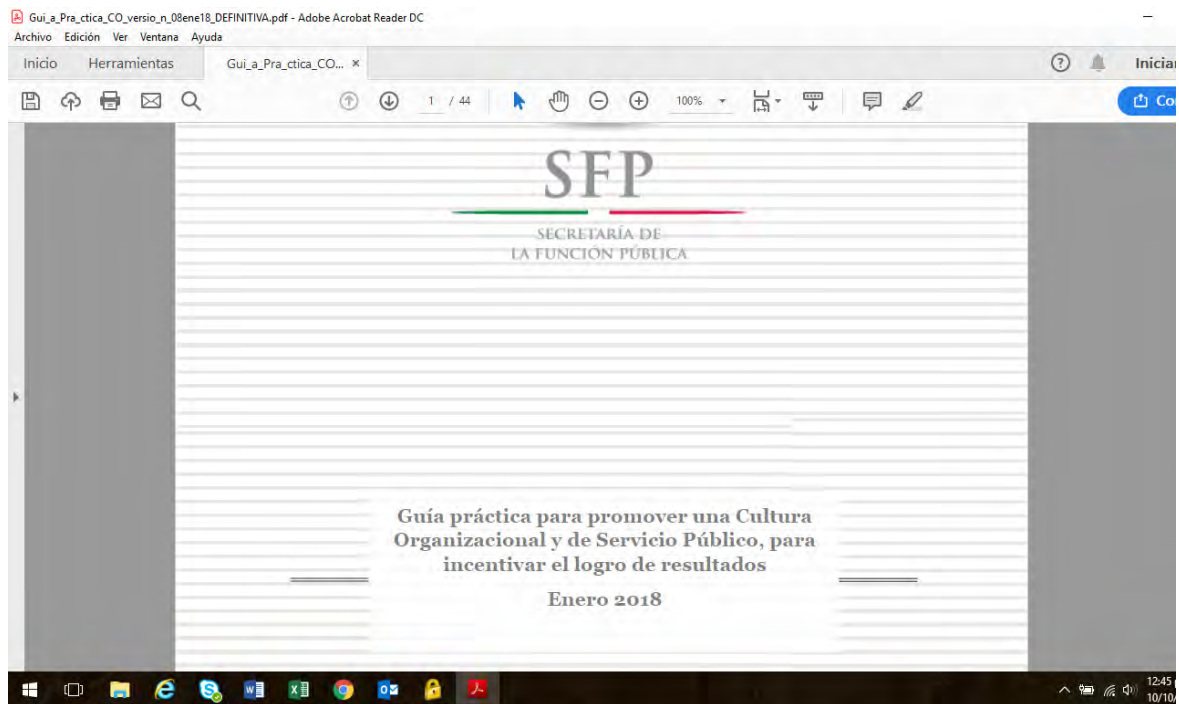 Gui_a_Pra_ctica_CO_versio_n_08ene18_DEFINITIVA.pdf - Adobe Acrobat Reader DC
Archivo Edición Ver Ventana Ayuda
Inicio Herramientas Gui_a_Pra_ctica_CO... × Inicia
1 / 44 100% Co
SFP
SECRETARÍA DE
LA FUNCIÓN PÚBLICA
Guía práctica para promover una Cultura
Organizacional y de Servicio Público, para
incentivar el logro de resultados
Enero 2018
12:45
10/10/